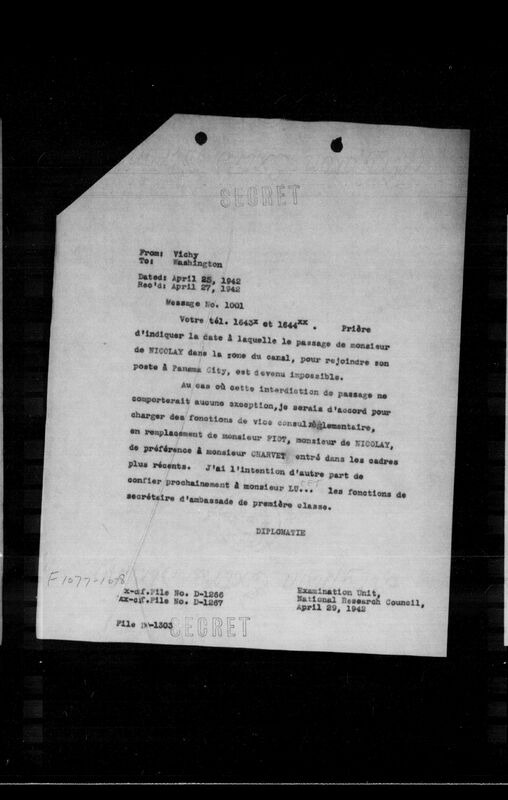 SECRET
From: Vichy
To: Washington
Dated: April 25, 1942
Rec'd: April 27, 1942
Message No. 1001
Votre tél. 1643x et 1644xx. Prière
d'indiquer la date à laquelle le passage de monsieur
de NICOLAY dans la zone du canal, pour rejoindre son
poste à Panama City, est devenu impossible.
Au cas où cette interdiction de passage ne
comporterait aucune exception, je serais d'accord pour
charger des fonctions de vice consul règlementaire,
en remplacement de monsieur PIOT, monsieur de NICOLAY,
de préférence à monsieur CHARVET entré dans les cadres
plus récents. J'ai l'intention d'autre part de
confier prochainement à monsieur LU... les fonctions de
secrétaire d'ambassade de première classe.
DIPLOMATIE
F1077-1078
x-cf.File No. D-1266
xx-cf.File No. D-1267
Examination Unit,
National Research Council,
April 29, 1942
File D-1303
SECRET